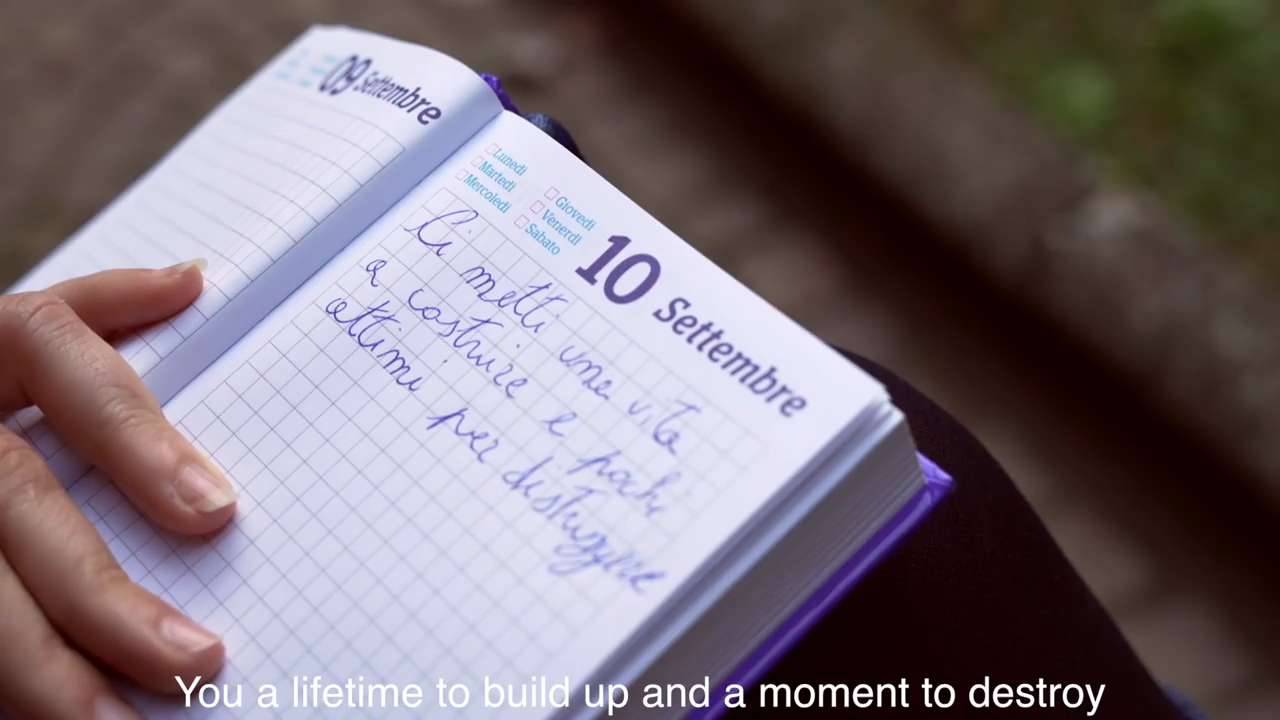 09 Settembre
Lunedì
Martedì
Mercoledì
Giovedì
Venerdì
Sabato
10 Settembre
Ci metti una vita
a costruire e pochi
attimi per distruggere
You a lifetime to build up and a moment to destroy